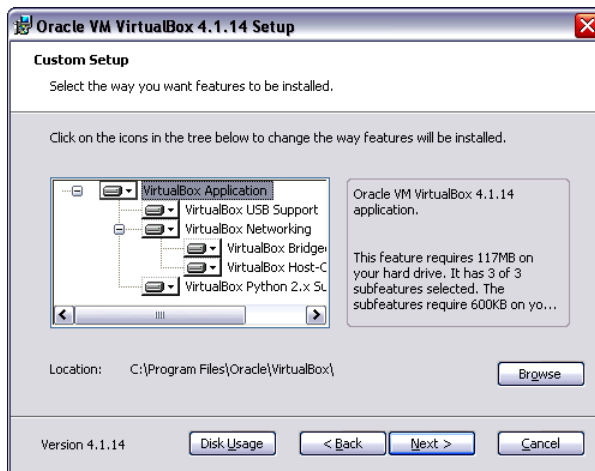 Oracle VM VirtualBox 4.1.14 Setup
Custom Setup
Select the way you want features to be installed.
Click on the icons in the tree below to change the way features will be installed.
VirtualBox Application
VirtualBox USB Support
VirtualBox Networking
VirtualBox Bridge
VirtualBox Host-C
VirtualBox Python 2.x Su
Oracle VM VirtualBox 4.1.14
application.
This feature requires 117MB on
your hard drive. It has 3 of 3
subfeatures selected. The
subfeatures require 600KB on yo...
Location: C:\Program Files\Oracle\VirtualBox\
Browse
Version 4.1.14
Disk Usage
< Back
Next >
Cancel